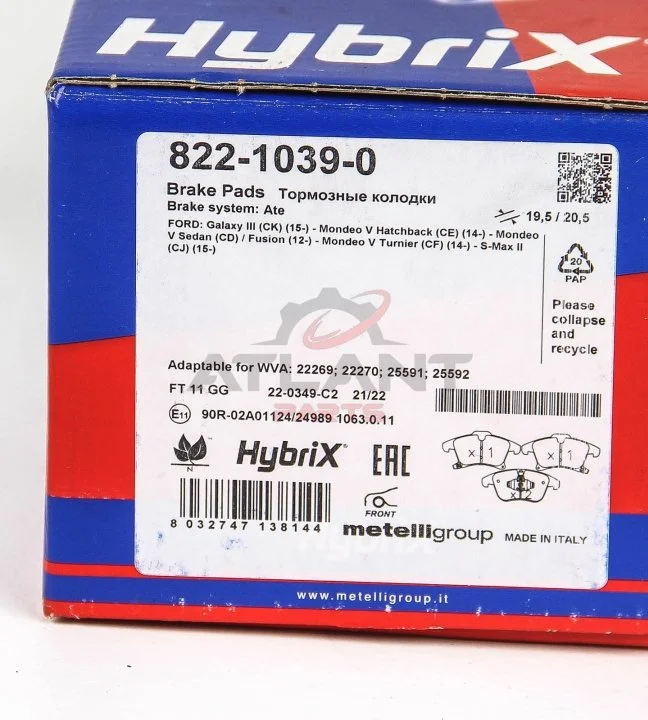 HybriX
822-1039-0
Brake Pads Тормозные колодки
Brake system: Ate
19,5 / 20,5
FORD: Galaxy III (CK) (15-) - Mondeo V Hatchback (CE) (14-) - Mondeo
V Sedan (CD) / Fusion (12-) - Mondeo V Turnier (CF) (14-) - S-Max II
(CJ) (15-)
20
PAP
Please
collapse
and
recycle
ATLANT
PARTS
Adaptable for WVA: 22269; 22270; 25591; 25592
FT 11 GG 22-0349-C2 21/22
E11 90R-02A01124/24989 1063.0.11
N
HybriX®
EAC
x 1 x 1
x 2
8 032747 138144
FRONT
metelligroup
MADE IN ITALY
www.metelligroup.it